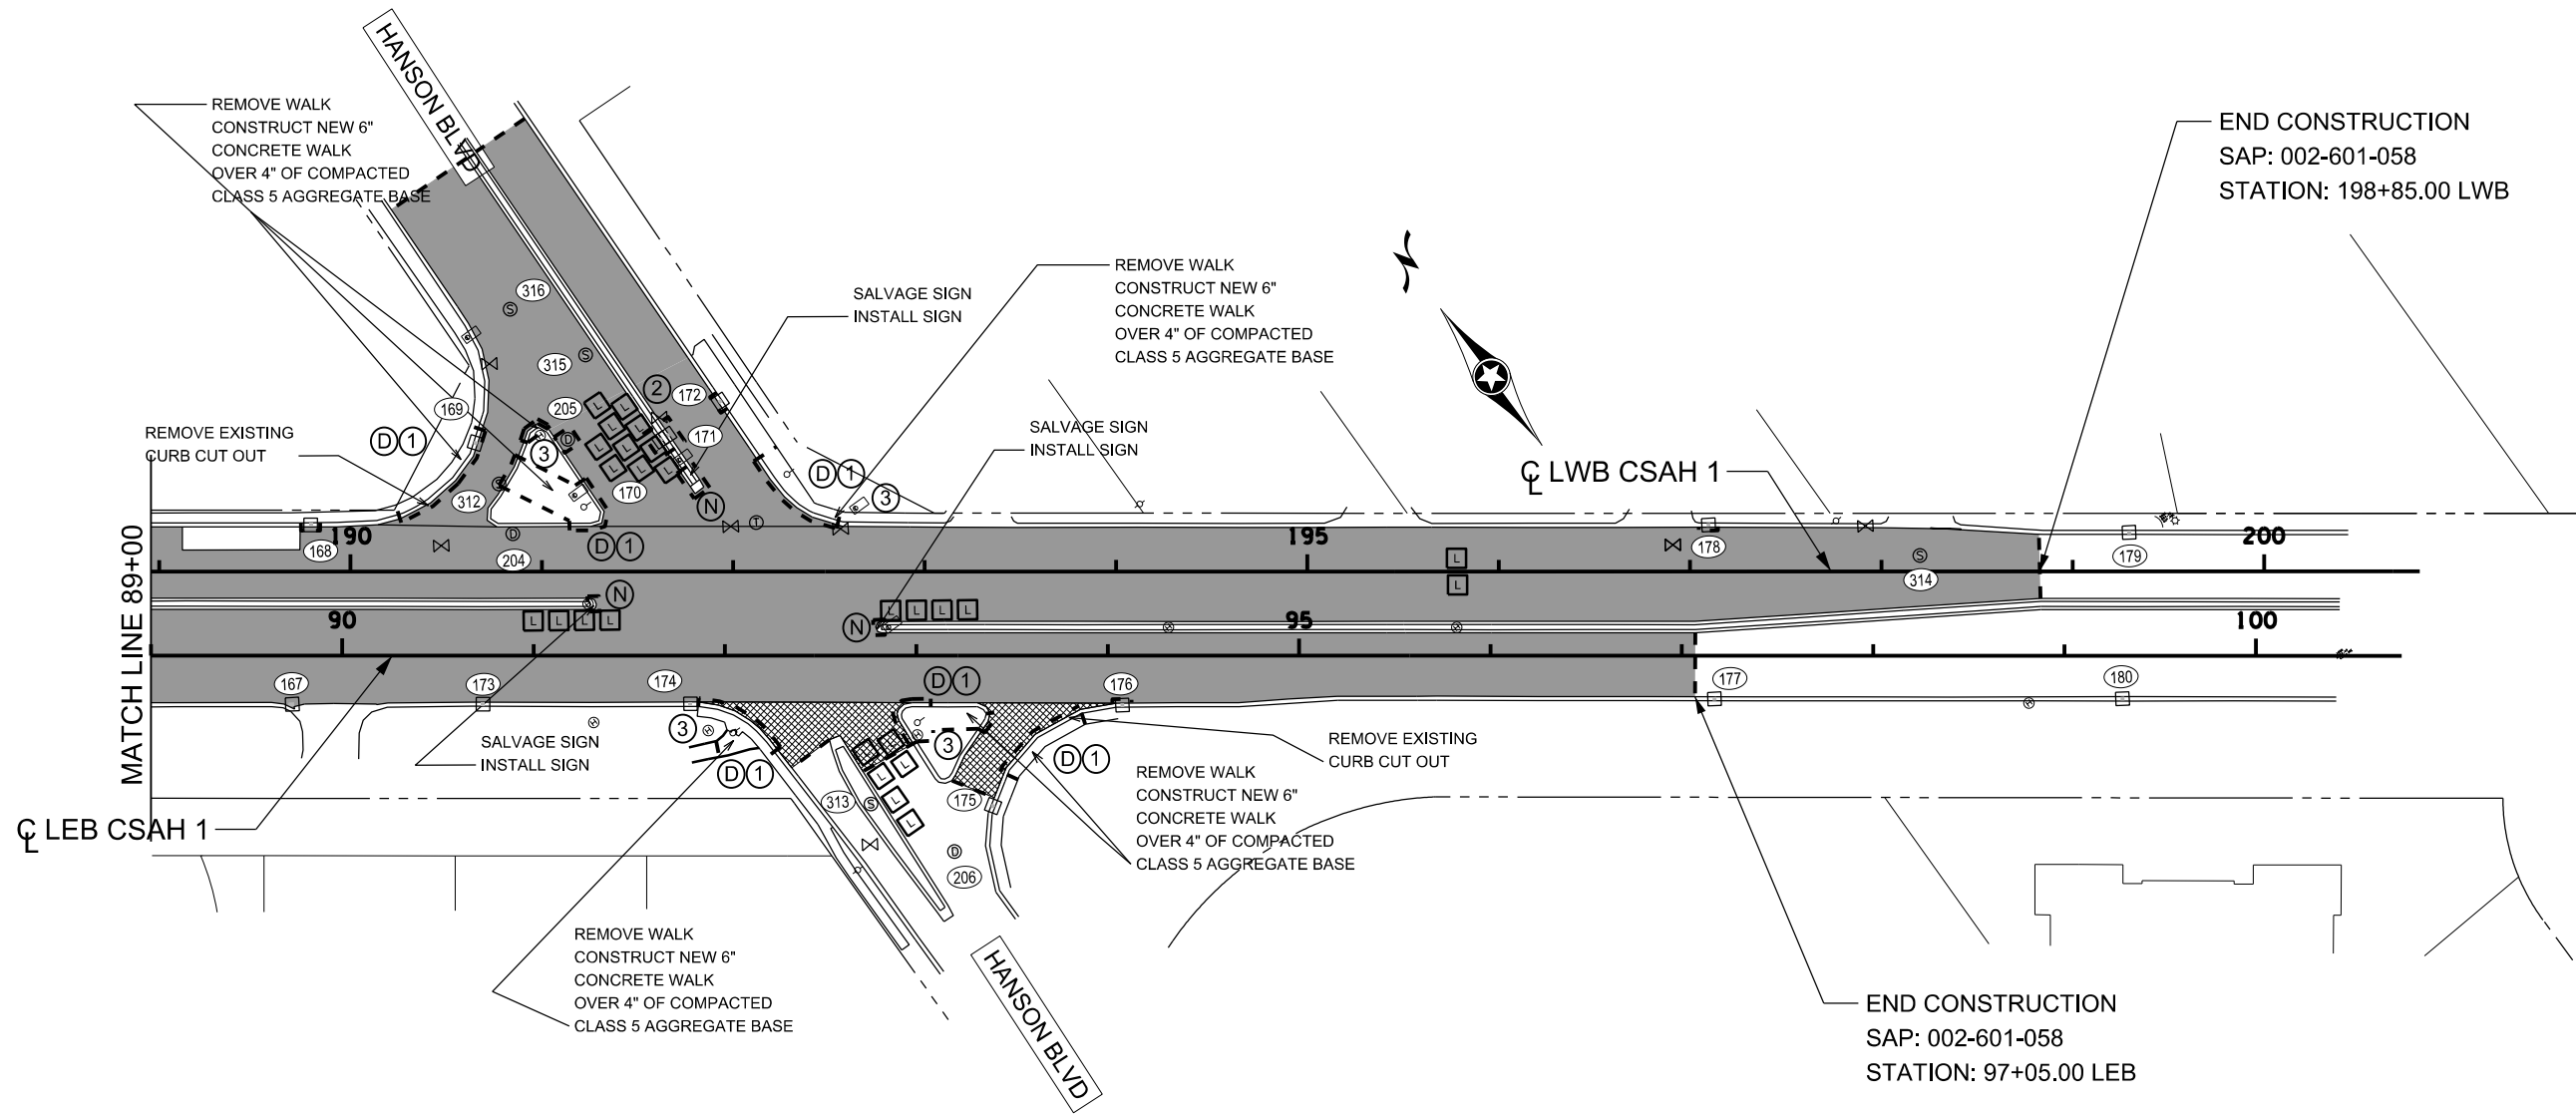 HANSON BLVD
REMOVE WALK
CONSTRUCT NEW 6"
CONCRETE WALK
OVER 4" OF COMPACTED
CLASS 5 AGGREGATE BASE
END CONSTRUCTION
SAP: 002-601-058
STATION: 198+85.00 LWB
REMOVE WALK
CONSTRUCT NEW 6"
CONCRETE WALK
OVER 4" OF COMPACTED
CLASS 5 AGGREGATE BASE
SALVAGE SIGN
INSTALL SIGN
316
S
315
S
2
172
169
205
L L
L L
L L L
L L L
171
D 1
REMOVE EXISTING
CURB CUT OUT
D
3
S
312
170
N
D 1
3
T
SALVAGE SIGN
INSTALL SIGN
℄ LWB CSAH 1
MATCH LINE 89+00
168
190
D
204
D 1
195
L
L
178
S
314
179
200
N
L L L L
90
N
L L L L
95
100
167
173
174
D 1
176
177
180
3
3
D 1
D 1
SALVAGE SIGN
INSTALL SIGN
REMOVE EXISTING
CURB CUT OUT
L L
L L
L
L
313
S
175
D
206
REMOVE WALK
CONSTRUCT NEW 6"
CONCRETE WALK
OVER 4" OF COMPACTED
CLASS 5 AGGREGATE BASE
℄ LEB CSAH 1
REMOVE WALK
CONSTRUCT NEW 6"
CONCRETE WALK
OVER 4" OF COMPACTED
CLASS 5 AGGREGATE BASE
HANSON BLVD
END CONSTRUCTION
SAP: 002-601-058
STATION: 97+05.00 LEB